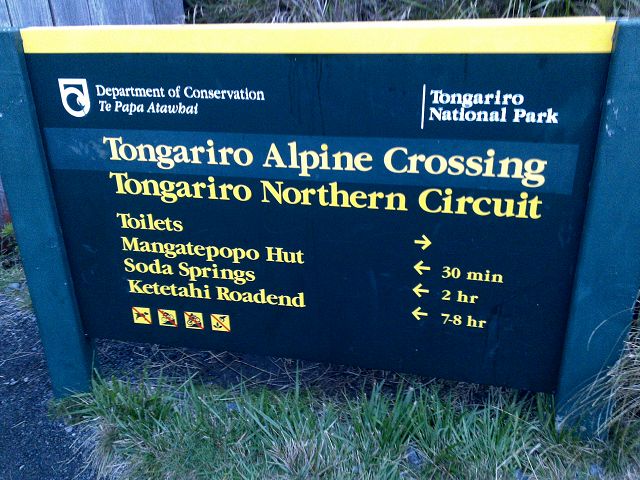 Department of Conservation
Te Papa Atawhai
Tongariro
National Park
Tongariro Alpine Crossing
Tongariro Northern Circuit
Toilets →
Mangatepopo Hut ← 30 min
Soda Springs ← 2 hr
Ketetahi Roadend ← 7-8 hr